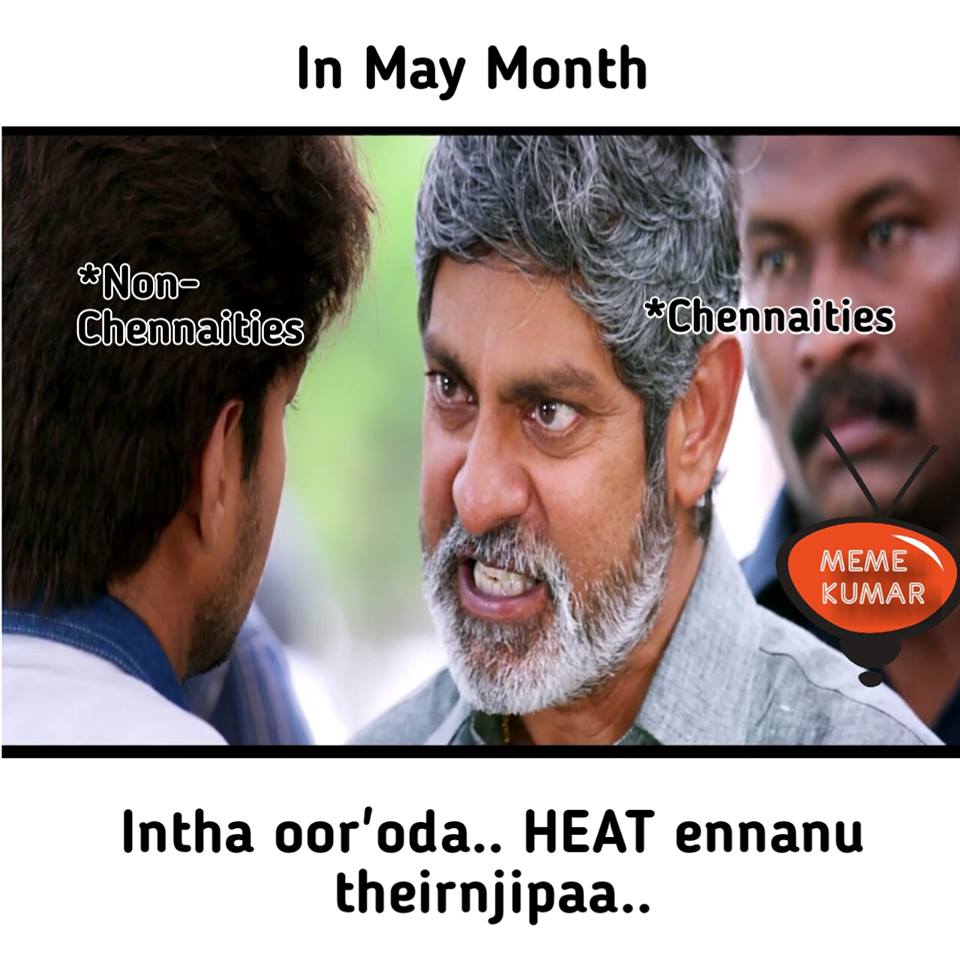 In May Month
*Non-
Chennaities
*Chennaities
MEME
KUMAR
Intha oor'oda.. HEAT ennanu
theirnjipaa..